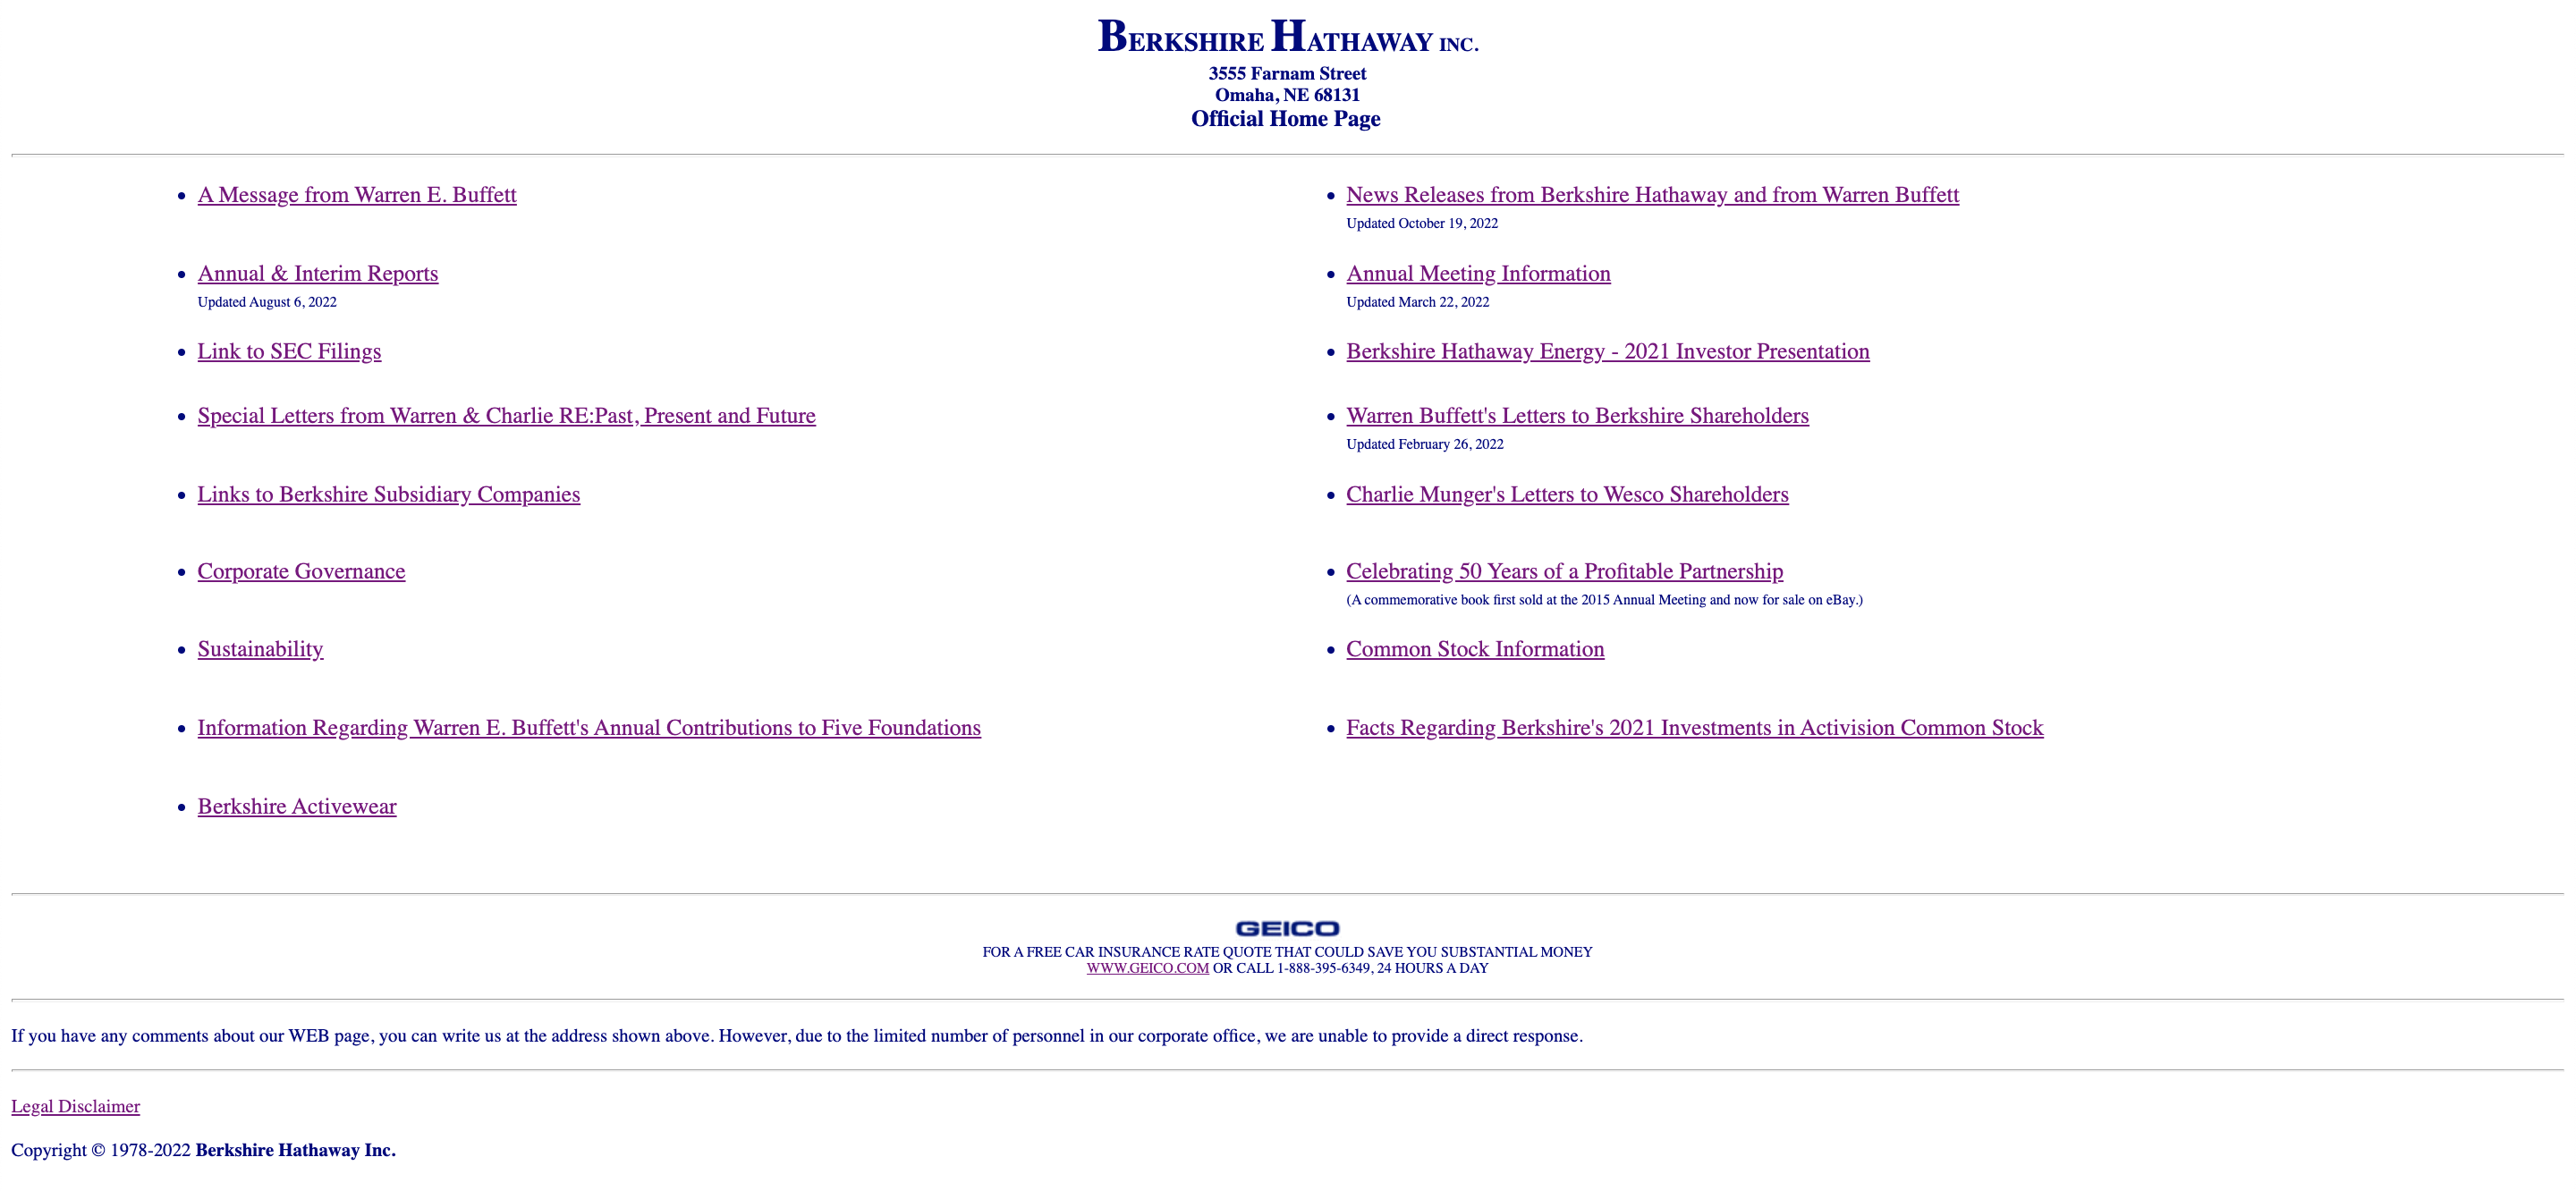 BERKSHIRE HATHAWAY INC.
3555 Farnam Street
Omaha, NE 68131
Official Home Page
A Message from Warren E. Buffett
News Releases from Berkshire Hathaway and from Warren Buffett
Updated October 19, 2022
Annual & Interim Reports
Updated August 6, 2022
Annual Meeting Information
Updated March 22, 2022
Link to SEC Filings
Berkshire Hathaway Energy - 2021 Investor Presentation
Special Letters from Warren & Charlie RE:Past, Present and Future
Warren Buffett's Letters to Berkshire Shareholders
Updated February 26, 2022
Links to Berkshire Subsidiary Companies
Charlie Munger's Letters to Wesco Shareholders
Corporate Governance
Celebrating 50 Years of a Profitable Partnership
(A commemorative book first sold at the 2015 Annual Meeting and now for sale on eBay.)
Sustainability
Common Stock Information
Information Regarding Warren E. Buffett's Annual Contributions to Five Foundations
Facts Regarding Berkshire's 2021 Investments in Activision Common Stock
Berkshire Activewear
GEICO
FOR A FREE CAR INSURANCE RATE QUOTE THAT COULD SAVE YOU SUBSTANTIAL MONEY
WWW.GEICO.COM OR CALL 1-888-395-6349, 24 HOURS A DAY
If you have any comments about our WEB page, you can write us at the address shown above. However, due to the limited number of personnel in our corporate office, we are unable to provide a direct response.
Legal Disclaimer
Copyright © 1978-2022 Berkshire Hathaway Inc.